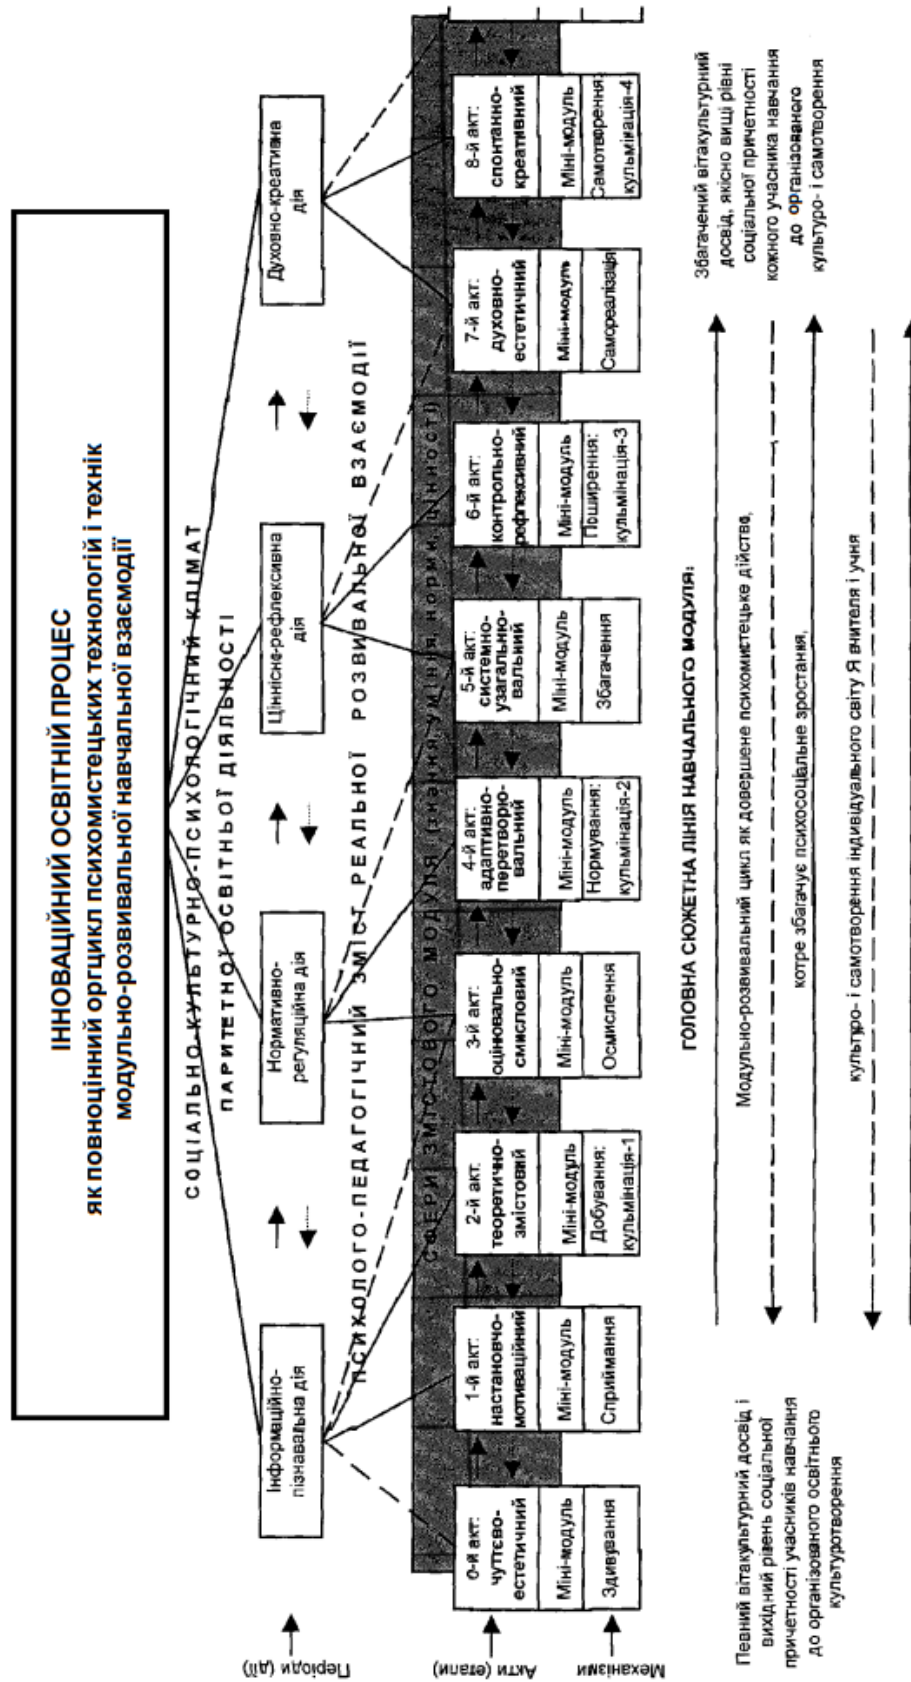 ІННОВАЦІЙНИЙ ОСВІТНІЙ ПРОЦЕС
як повноцінний оргцикл психомистецьких технологій і технік
модульно-розвивальної навчальної взаємодії
СОЦІАЛЬНО-КУЛЬТУРНО-ПСИХОЛОГІЧНИЙ КЛІМАТ
ПАРИТЕТНОЇ ОСВІТНЬОЇ ДІЯЛЬНОСТІ
Періоди (дії)
Інформаційно-
пізнавальна дія
Нормативно-
регуляційна дія
Ціннісно-рефлексивна
дія
Духовно-креативна
дія
ПСИХОЛОГО-ПЕДАГОГІЧНИЙ ЗМІСТ РЕАЛЬНОЇ РОЗВИВАЛЬНОЇ ВЗАЄМОДІЇ
СФЕРИ ЗМІСТОВОГО МОДУЛЯ (знання, уміння, норми, цінності)
Акти (етапи)
0-й акт:
чуттєво-
естетичний
1-й акт:
настановчо-
мотиваційний
2-й акт:
теоретично-
змістовий
3-й акт:
оцінювально-
смисловий
4-й акт:
адаптивно-
перетворю-
вальний
5-й акт:
системно-
узагальню-
вальний
6-й акт:
контрольно-
рефлексивний
7-й акт:
духовно-
естетичний
8-й акт:
спонтанно-
креативний
Міні-модуль
Міні-модуль
Міні-модуль
Міні-модуль
Міні-модуль
Міні-модуль
Міні-модуль
Міні-модуль
Міні-модуль
Механізми
Здивування
Сприймання
Добування:
кульмінація-1
Осмислення
Нормування:
кульмінація-2
Збагачення
Поширення:
кульмінація-3
Самореалізація
Самотворення:
кульмінація-4
Певний вітакультурний досвід і
вихідний рівень соціальної
причетності учасників навчання
до організованого освітнього
культуротворення
ГОЛОВНА СЮЖЕТНА ЛІНІЯ НАВЧАЛЬНОГО МОДУЛЯ:
Модульно-розвивальний цикл як довершене психомистецьке дійство,
котре збагачує психосоціальне зростання,
культуро- і самотворення індивідуального світу Я вчителя і учня
Збагачений вітакультурний
досвід, якісно вищі рівні
соціальної причетності
кожного учасника навчання
до організованого
культуро- і самотворення